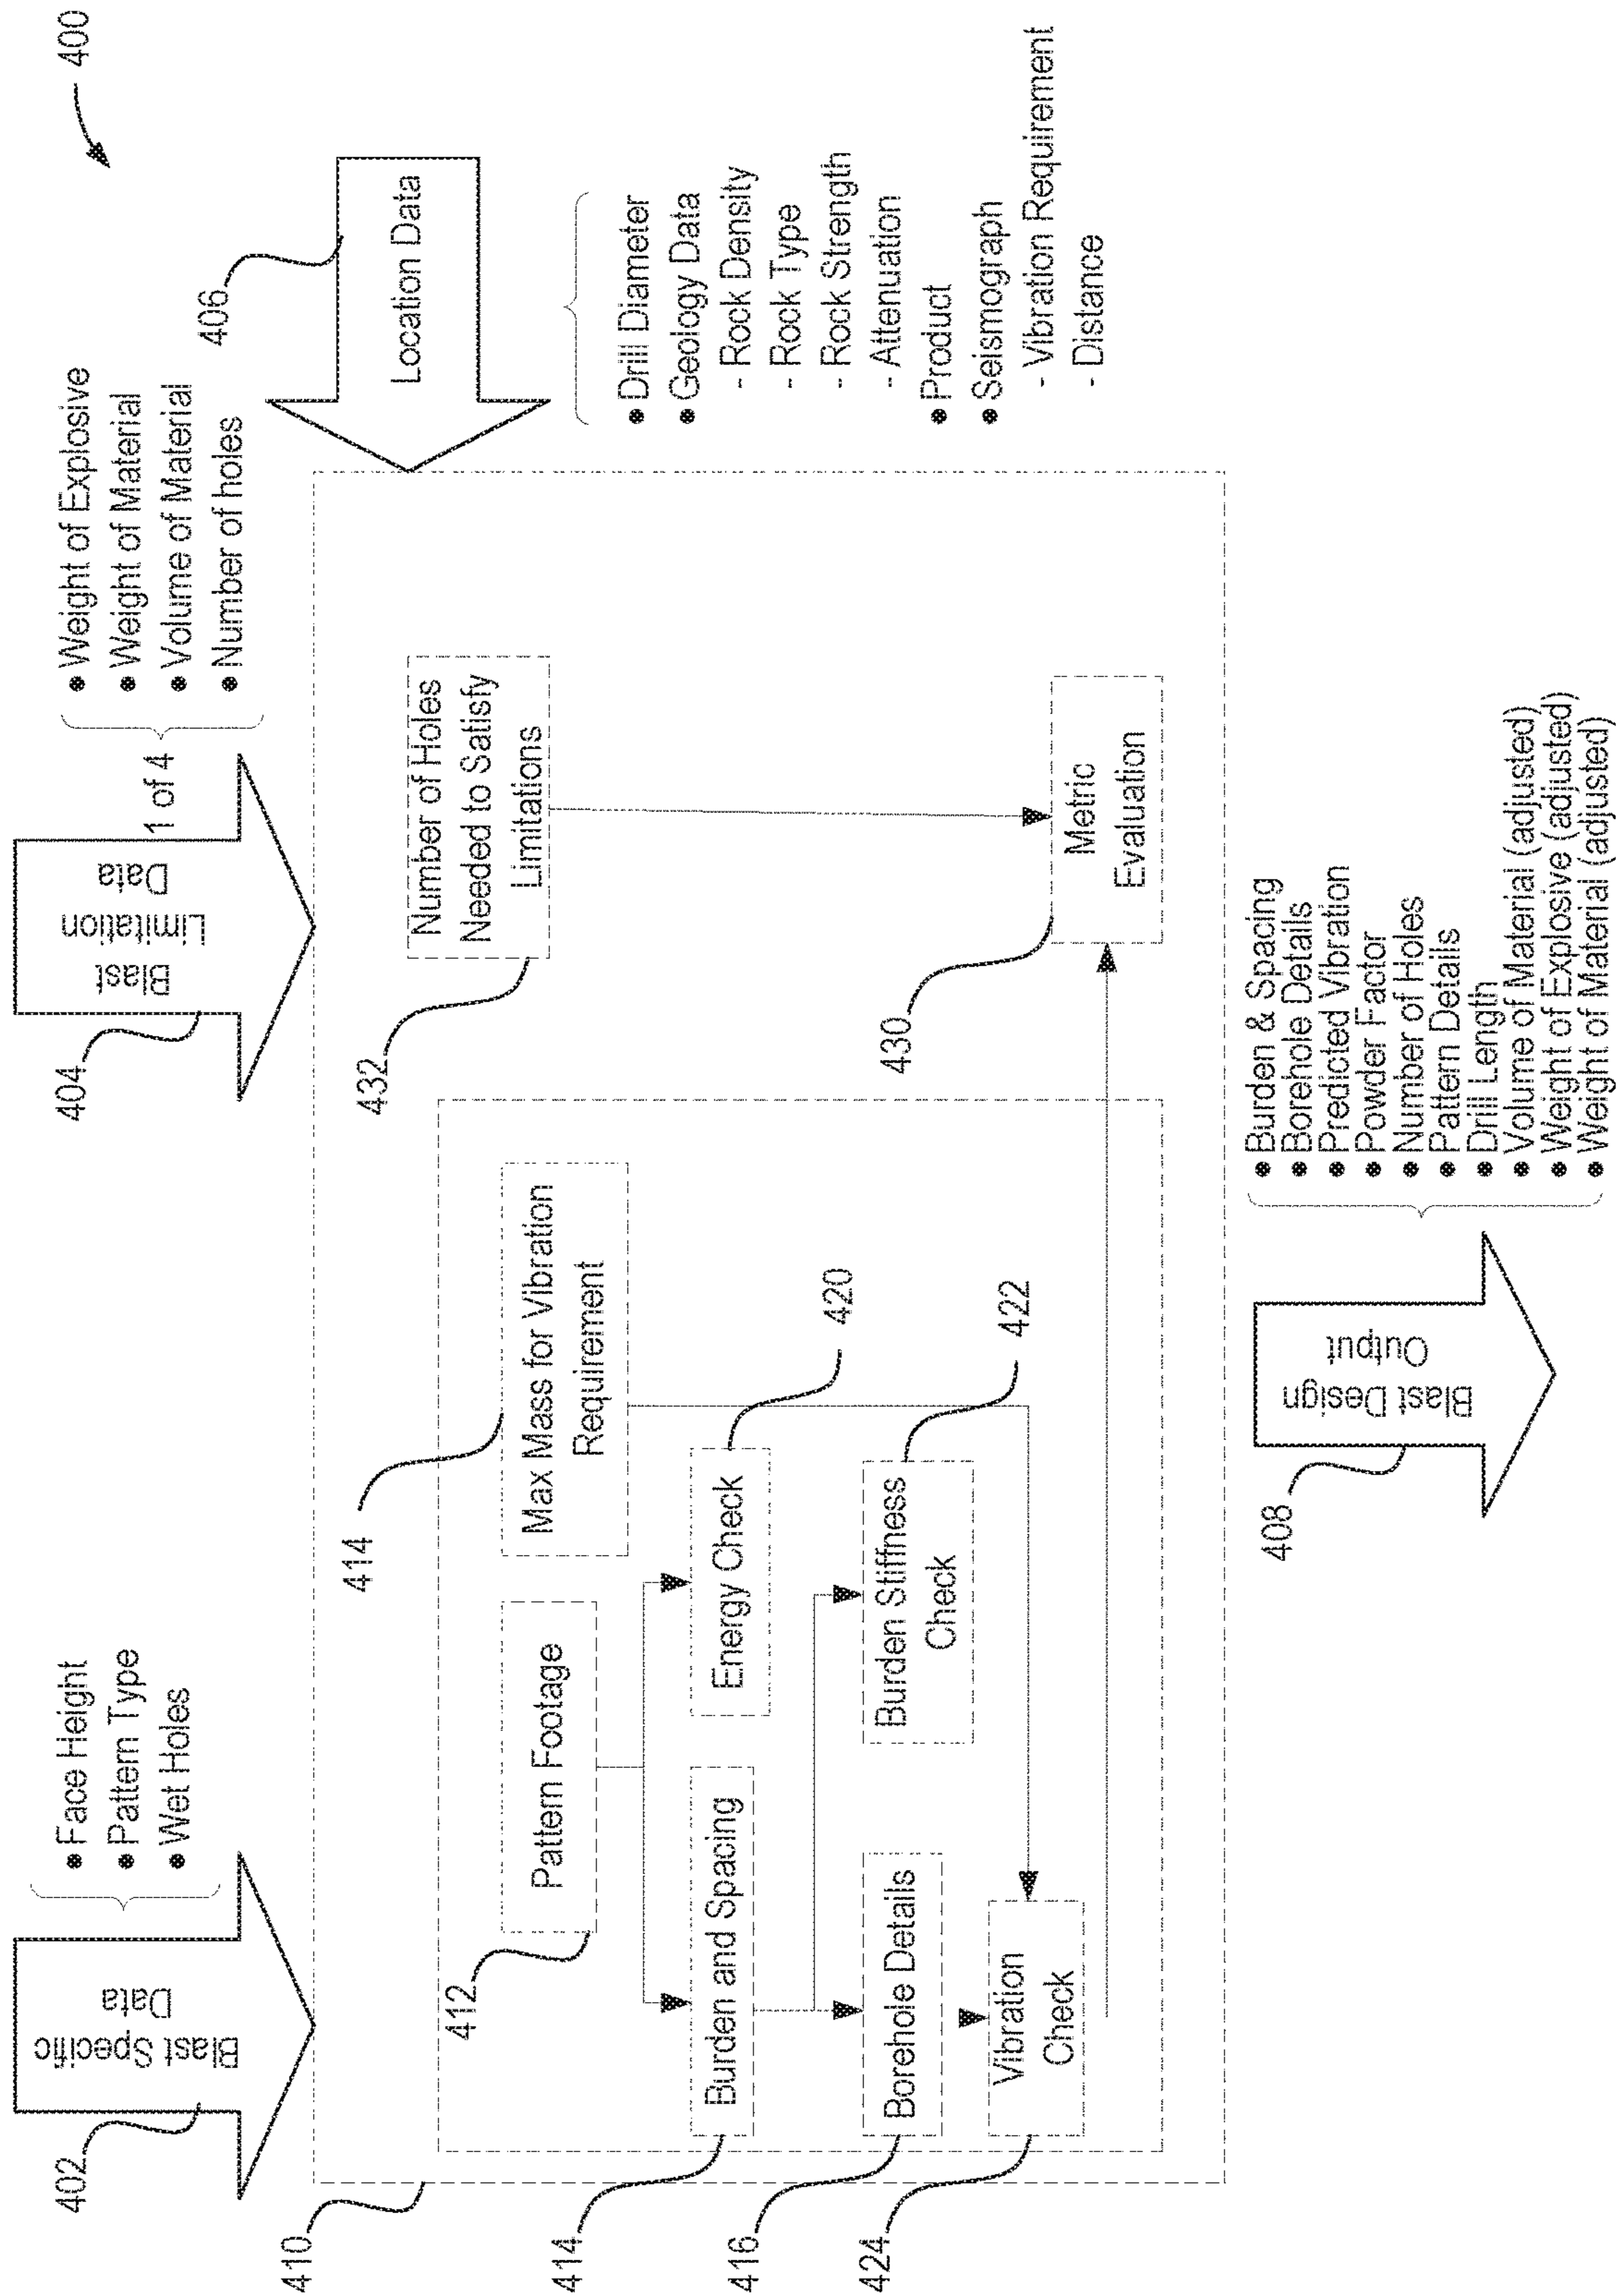 400
402
Blast Specific
Data
● Face Height
● Pattern Type
● Wet Holes
404
Blast
Limitation
Data
1 of 4
● Weight of Explosive
● Weight of Material
● Volume of Material
● Number of holes
406
Location Data
● Drill Diameter
● Geology Data
- Rock Density
- Rock Type
- Rock Strength
- Attenuation
● Product
● Seismograph
- Vibration Requirement
- Distance
410
412
Pattern Footage
414
Max Mass for Vibration
Requirement
432
Number of Holes
Needed to Satisfy
Limitations
414
Burden and Spacing
Energy Check
420
416
Borehole Details
Burden Stiffness
Check
422
424
Vibration
Check
430
Metric
Evaluation
408
Blast Design
Output
● Burden & Spacing
● Borehole Details
● Predicted Vibration
● Powder Factor
● Number of Holes
● Pattern Details
● Drill Length
● Volume of Material (adjusted)
● Weight of Explosive (adjusted)
● Weight of Material (adjusted)